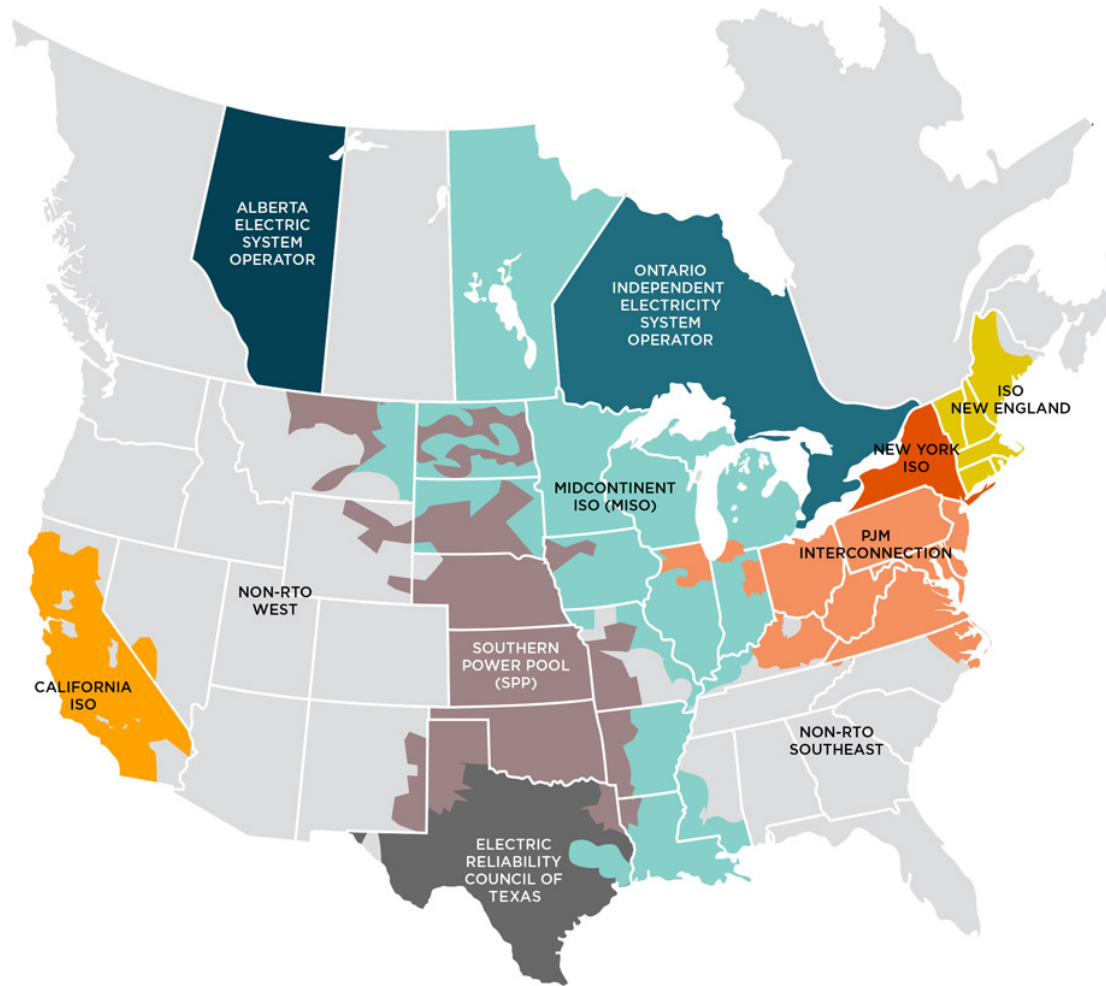 ALBERTA
ELECTRIC
SYSTEM
OPERATOR
ONTARIO
INDEPENDENT
ELECTRICITY
SYSTEM
OPERATOR
ISO
NEW ENGLAND
NEW YORK
ISO
MIDCONTINENT
ISO (MISO)
PJM
INTERCONNECTION
NON-RTO
WEST
SOUTHERN
POWER POOL
(SPP)
CALIFORNIA
ISO
NON-RTO
SOUTHEAST
ELECTRIC
RELIABILITY
COUNCIL OF
TEXAS